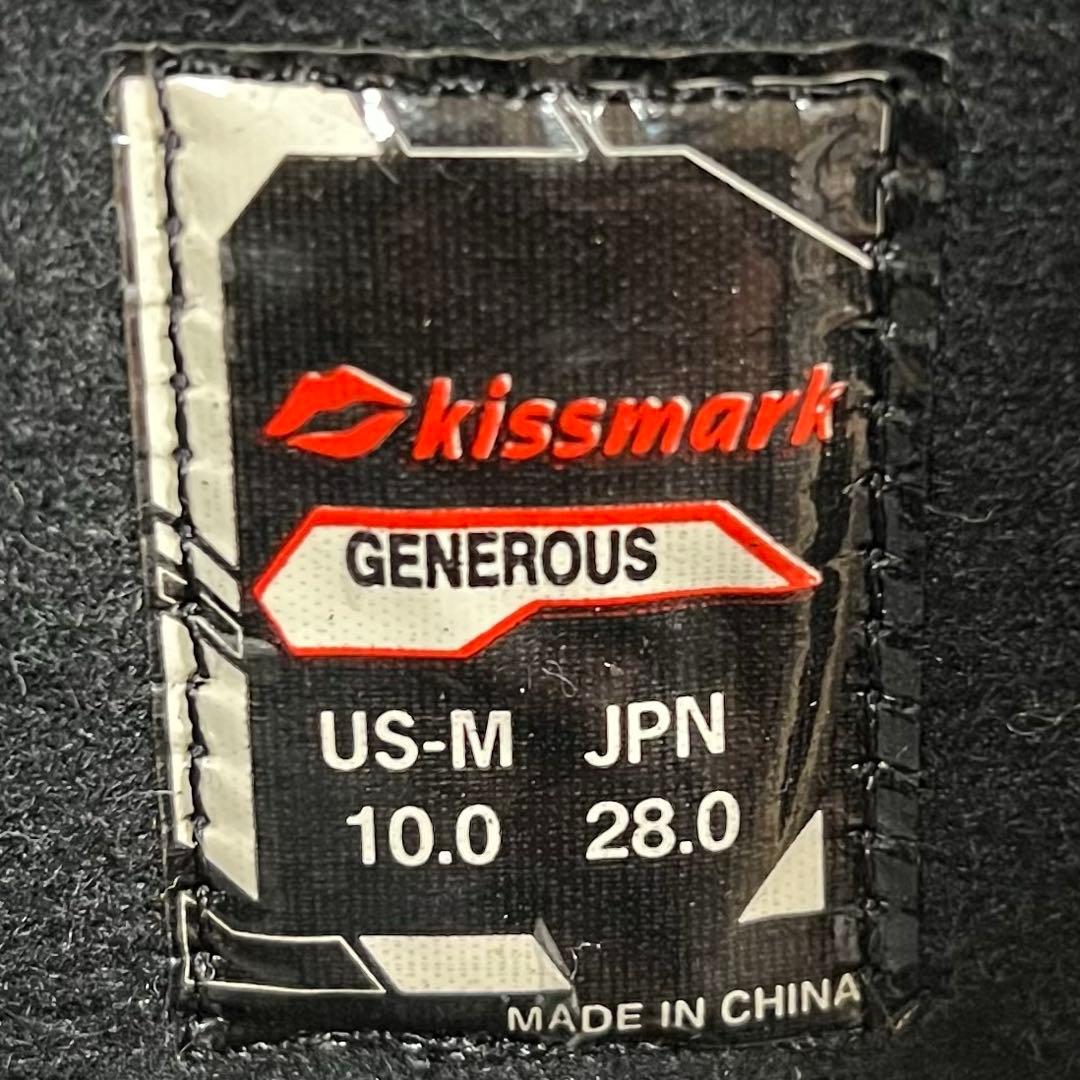 kissmark
GENEROUS
US-M JPN
10.0 28.0
MADE IN CHINA